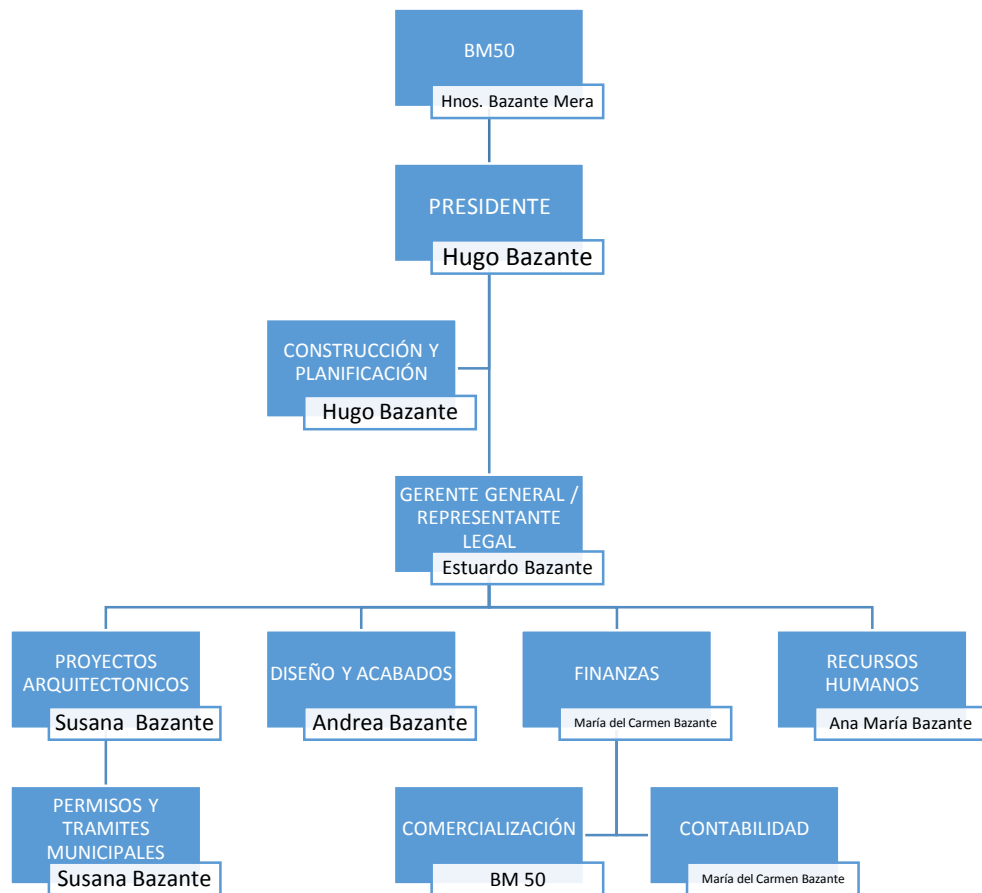 BM50
Hnos. Bazante Mera
PRESIDENTE
Hugo Bazante
CONSTRUCCIÓN Y
PLANIFICACIÓN
Hugo Bazante
GERENTE GENERAL /
REPRESENTANTE
LEGAL
Estuardo Bazante
PROYECTOS
ARQUITECTONICOS
Susana Bazante
DISEÑO Y ACABADOS
Andrea Bazante
FINANZAS
María del Carmen Bazante
RECURSOS
HUMANOS
Ana María Bazante
PERMISOS Y
TRAMITES
MUNICIPALES
Susana Bazante
COMERCIALIZACIÓN
BM 50
CONTABILIDAD
María del Carmen Bazante